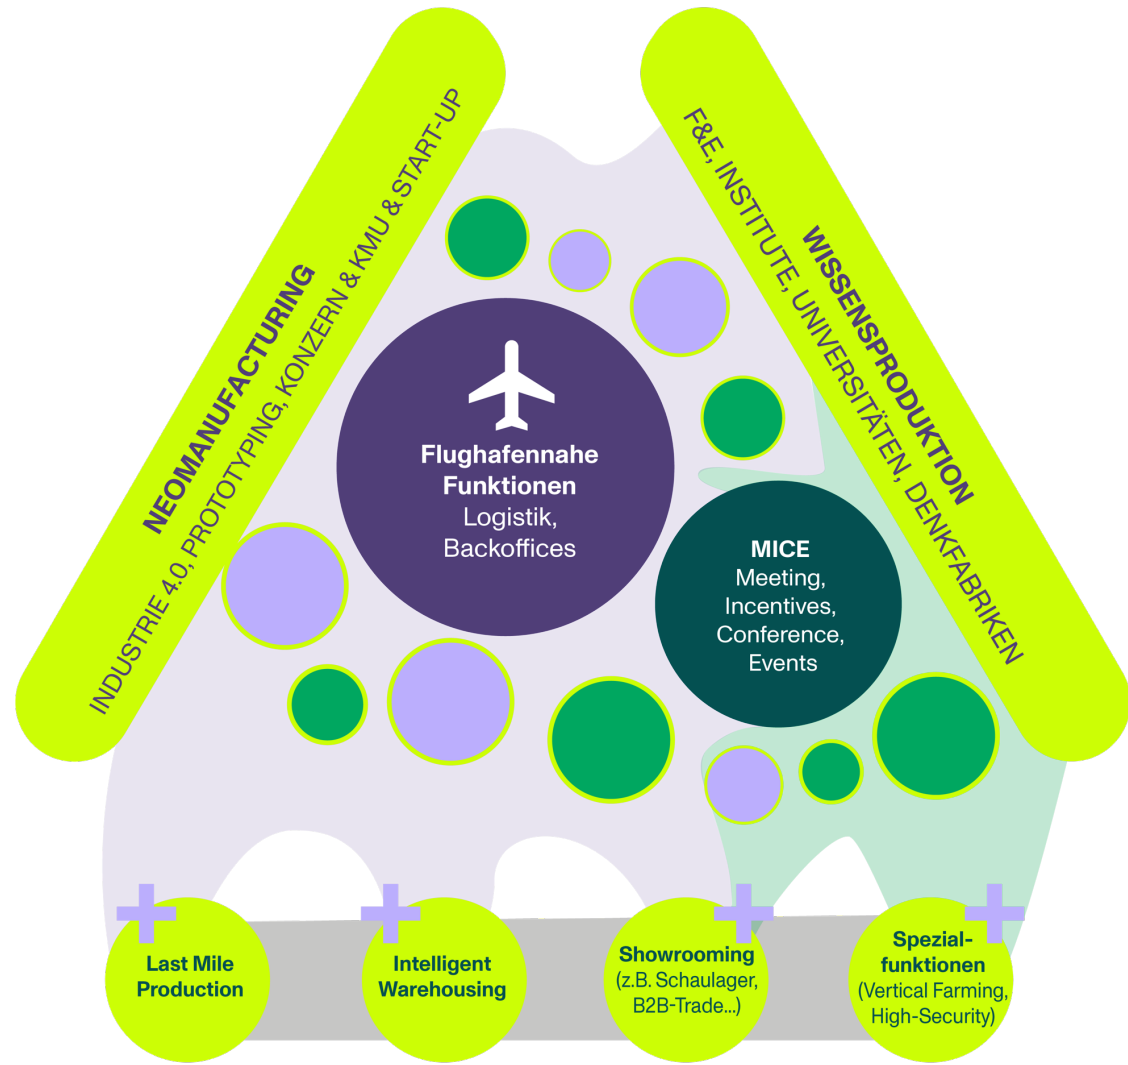 NEOMANUFACTURING
INDUSTRIE 4.0, PROTOTYPING, KONZERN & KMU & START-UP
WISSENSPRODUKTION
F&E, INSTITUTE, UNIVERSITÄTEN, DENKFABRIKEN
Flughafennahe
Funktionen
Logistik,
Backoffices
MICE
Meeting,
Incentives,
Conference,
Events
Last Mile
Production
Intelligent
Warehousing
Showrooming
(z.B. Schaulager,
B2B-Trade...)
Spezial-
funktionen
(Vertical Farming,
High-Security)